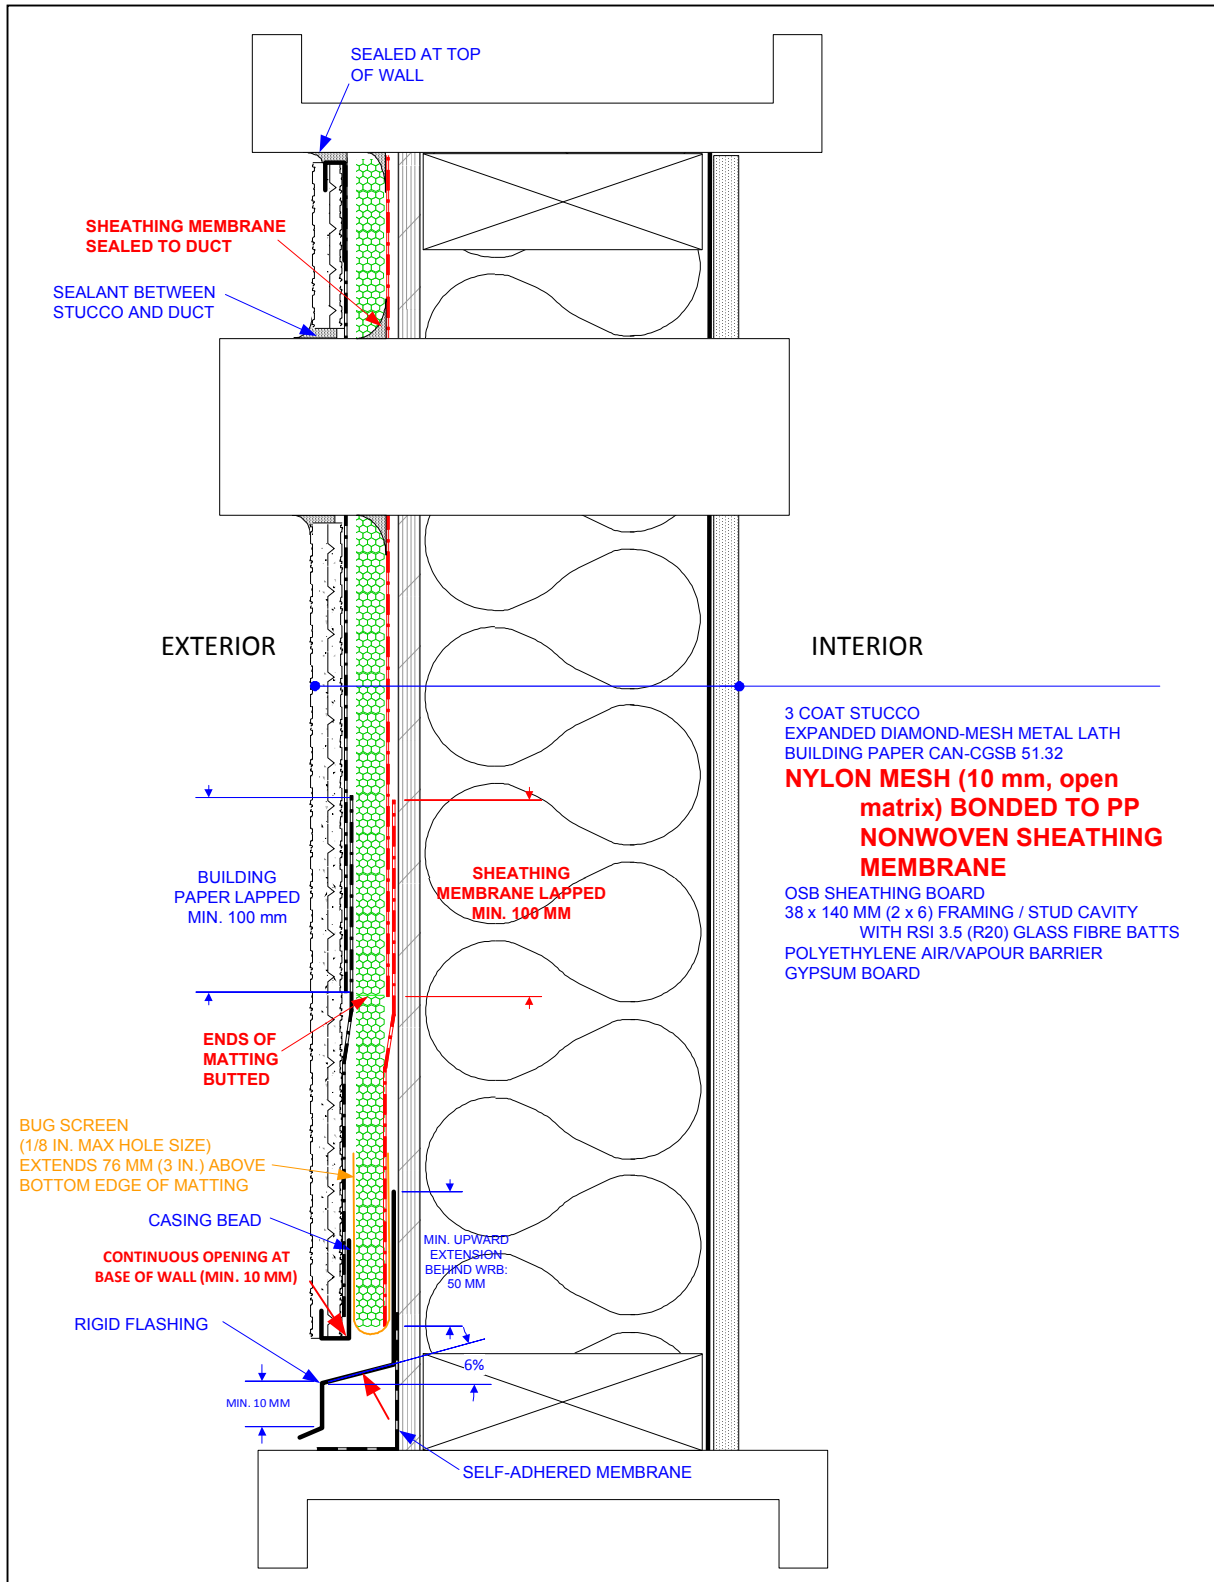 SEALED AT TOP
OF WALL
SHEATHING MEMBRANE
SEALED TO DUCT
SEALANT BETWEEN
STUCCO AND DUCT
EXTERIOR
INTERIOR
3 COAT STUCCO
EXPANDED DIAMOND-MESH METAL LATH
BUILDING PAPER CAN-CGSB 51.32
NYLON MESH (10 mm, open
matrix) BONDED TO PP
NONWOVEN SHEATHING
MEMBRANE
OSB SHEATHING BOARD
38 x 140 MM (2 x 6) FRAMING / STUD CAVITY
WITH RSI 3.5 (R20) GLASS FIBRE BATTS
POLYETHYLENE AIR/VAPOUR BARRIER
GYPSUM BOARD
BUILDING
PAPER LAPPED
MIN. 100 mm
SHEATHING
MEMBRANE LAPPED
MIN. 100 MM
ENDS OF
MATTING
BUTTED
BUG SCREEN
(1/8 IN. MAX HOLE SIZE)
EXTENDS 76 MM (3 IN.) ABOVE
BOTTOM EDGE OF MATTING
CASING BEAD
CONTINUOUS OPENING AT
BASE OF WALL (MIN. 10 MM)
MIN. UPWARD
EXTENSION
BEHIND WRB:
50 MM
RIGID FLASHING
6%
MIN. 10 MM
SELF-ADHERED MEMBRANE